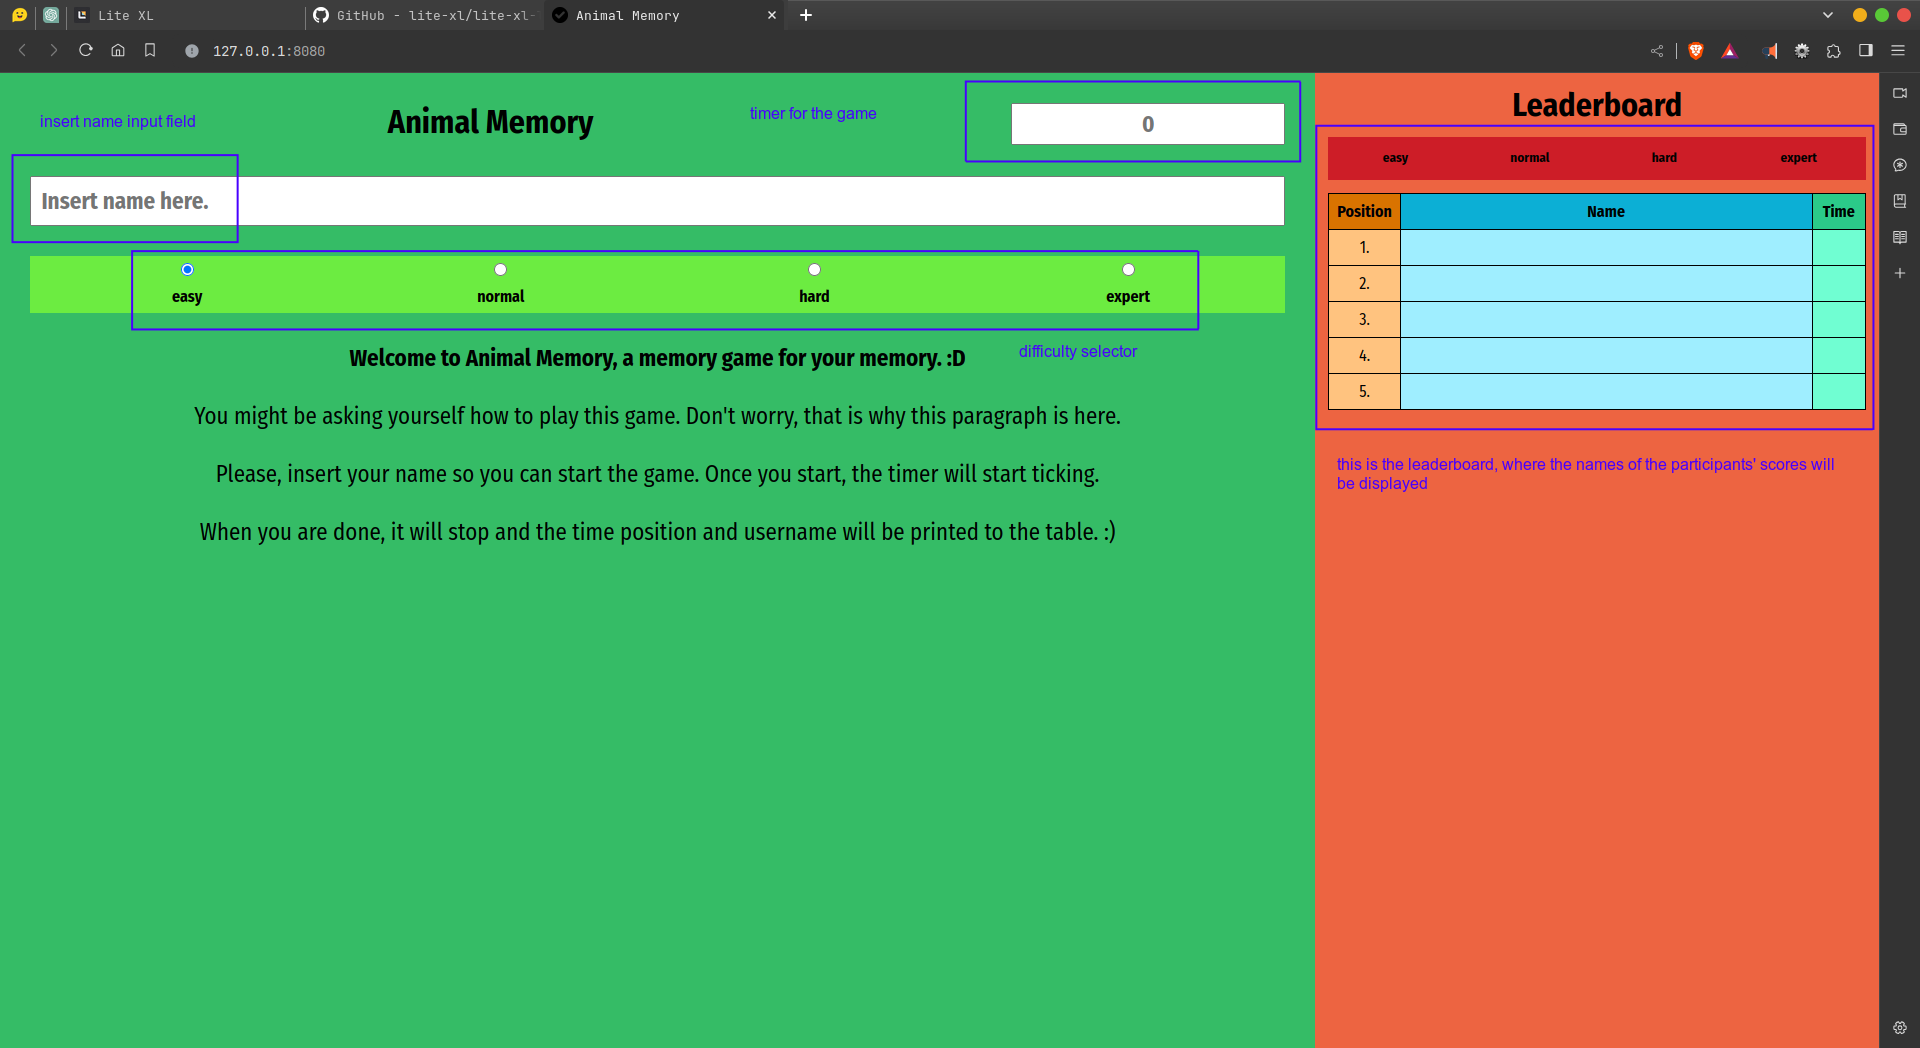 Lite XL
GitHub - lite-xl/lite-xl-
Animal Memory
127.0.0.1:8080
insert name input field
Animal Memory
timer for the game
0
Insert name here.
easy
normal
hard
expert
Welcome to Animal Memory, a memory game for your memory. :D
difficulty selector
You might be asking yourself how to play this game. Don't worry, that is why this paragraph is here.
Please, insert your name so you can start the game. Once you start, the timer will start ticking.
When you are done, it will stop and the time position and username will be printed to the table. :)
Leaderboard
easy
normal
hard
expert
Position Name Time
1.
2.
3.
4.
5.
this is the leaderboard, where the names of the participants' scores will
be displayed